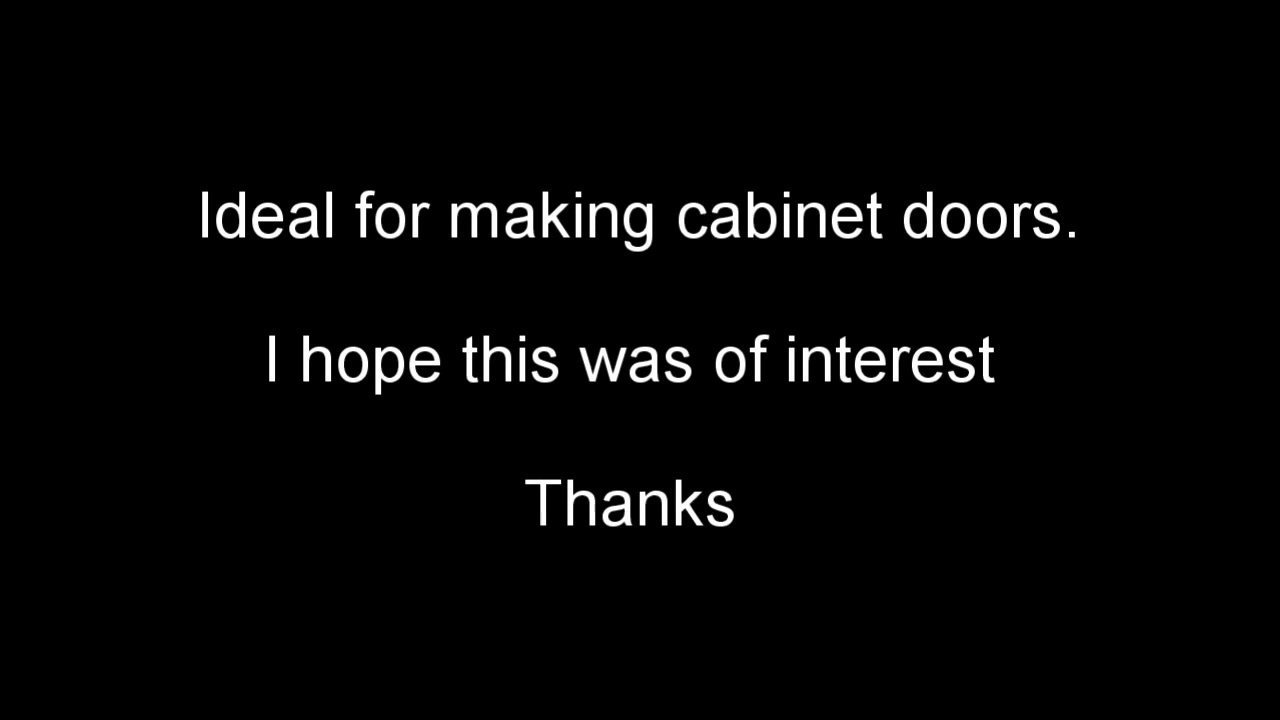 Ideal for making cabinet doors.
I hope this was of interest
Thanks